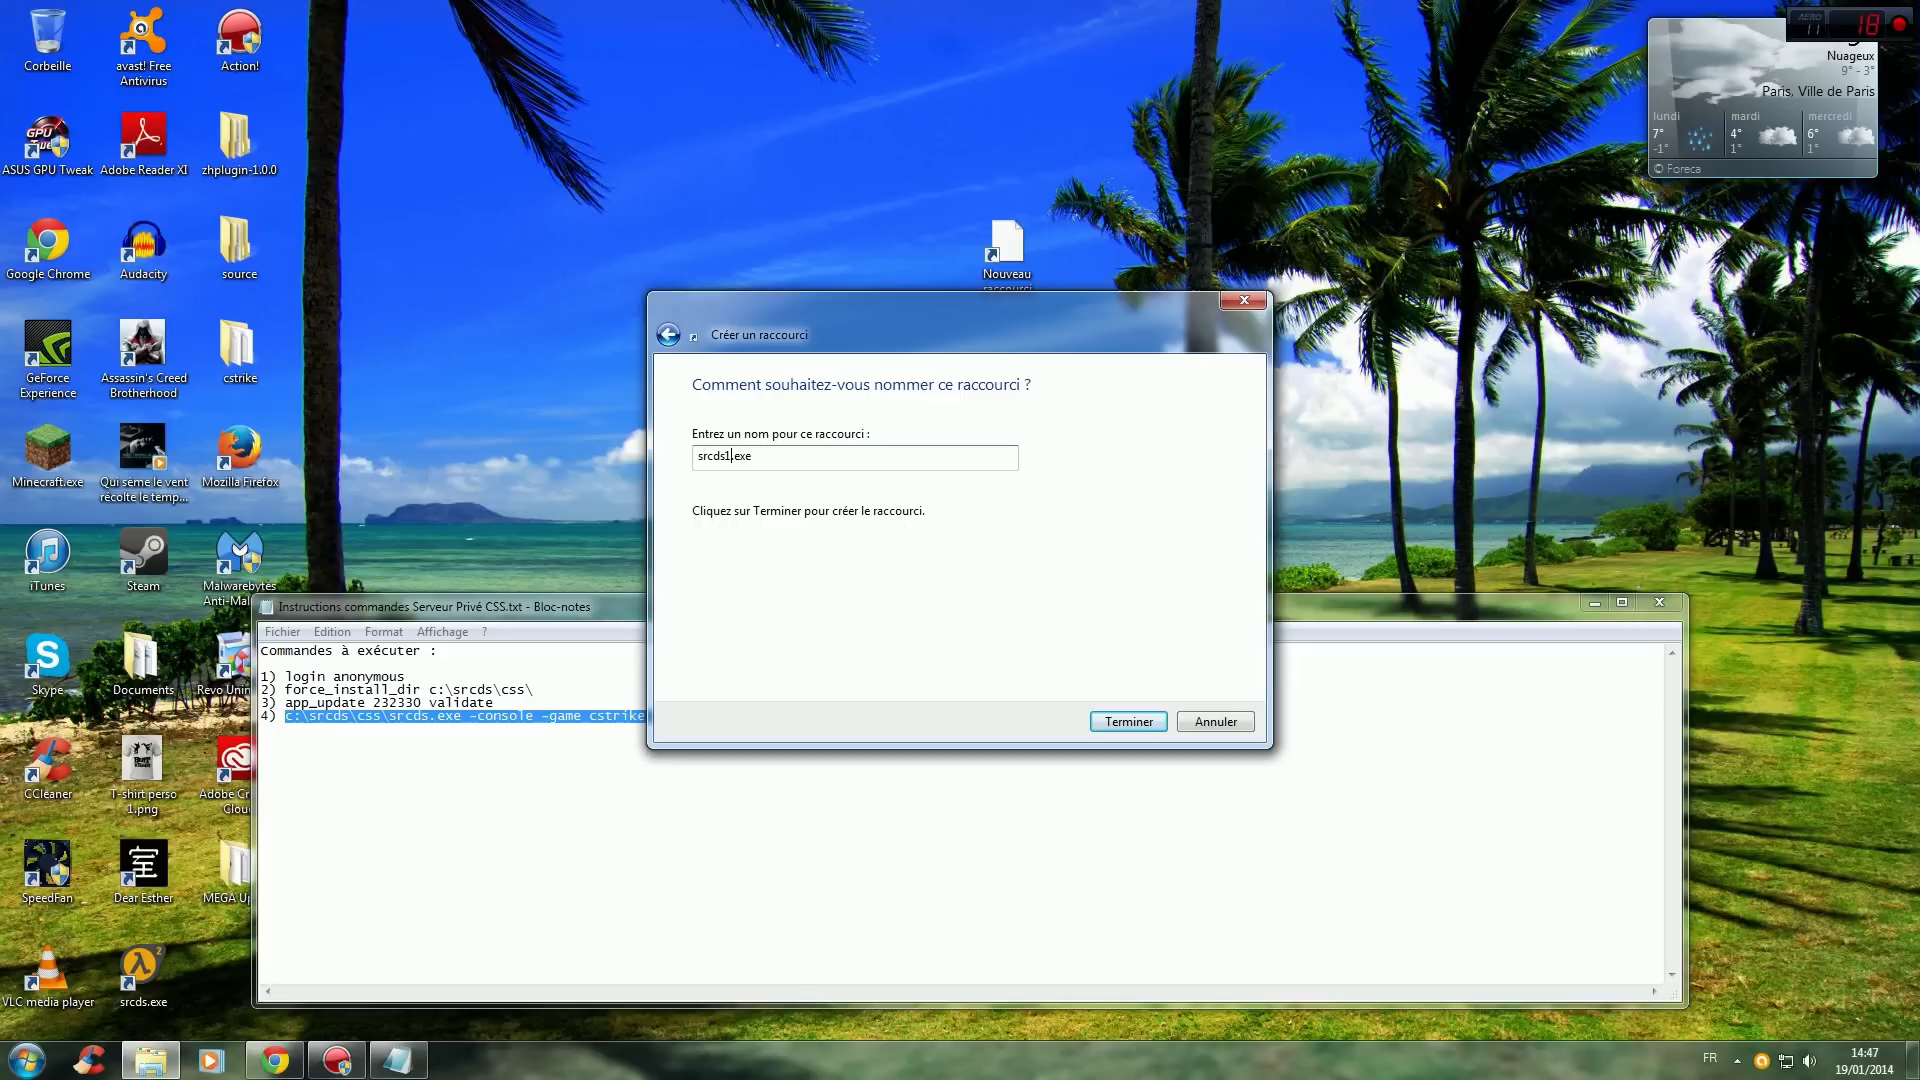 Corbeille
avast! Free
Antivirus
Action!
ASUS GPU Tweak
Adobe Reader XI
zhplugin-1.0.0
Google Chrome
Audacity
source
GeForce
Experience
Assassin's Creed
Brotherhood
cstrike
Minecraft.exe
Qui sème le vent
récolte le temp...
Mozilla Firefox
iTunes
Steam
Malwarebytes
Anti-Mal
Skype
Documents
Revo Unin
CCleaner
T-shirt perso
1.png
Adobe Cr
Clou
SpeedFan
Dear Esther
MEGA Up
VLC media player
srcds.exe
Nouveau
raccourci
AERO
11
18
Nuageux
9° - 3°
Paris, Ville de Paris
lundi
7°
-1°
mardi
4°
1°
mercredi
6°
1°
© Foreca
Créer un raccourci
Comment souhaitez-vous nommer ce raccourci ?
Entrez un nom pour ce raccourci :
srcds1.exe
Cliquez sur Terminer pour créer le raccourci.
Terminer
Annuler
Instructions commandes Serveur Privé CSS.txt - Bloc-notes
Fichier Edition Format Affichage ?
Commandes à exécuter :
1) login anonymous
2) force_install_dir c:\srcds\css\
3) app_update 232330 validate
4) c:\srcds\css\srcds.exe -console -game cstrike
FR
14:47
19/01/2014